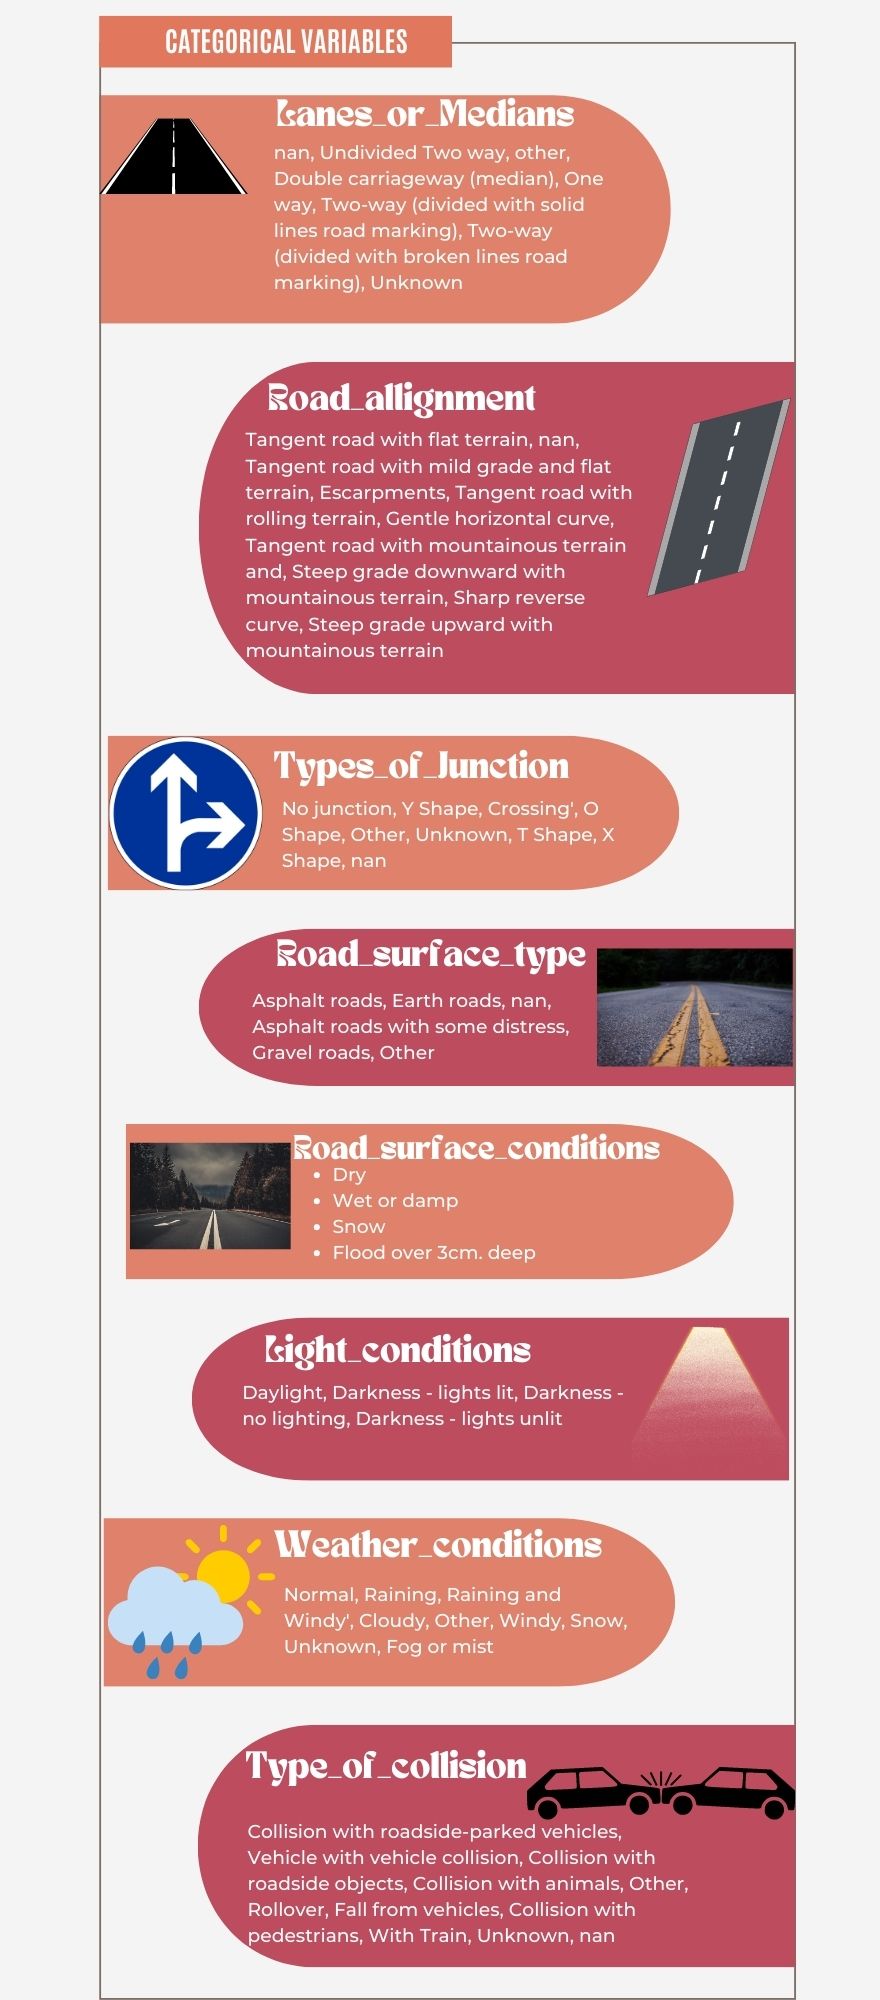 CATEGORICAL VARIABLES
Lanes_or_Medians
nan, Undivided Two way, other,
Double carriageway (median), One
way, Two-way (divided with solid
lines road marking), Two-way
(divided with broken lines road
marking), Unknown
Road_allignment
Tangent road with flat terrain, nan,
Tangent road with mild grade and flat
terrain, Escarpments, Tangent road with
rolling terrain, Gentle horizontal curve,
Tangent road with mountainous terrain
and, Steep grade downward with
mountainous terrain, Sharp reverse
curve, Steep grade upward with
mountainous terrain
Types_of_Junction
No junction, Y Shape, Crossing', O
Shape, Other, Unknown, T Shape, X
Shape, nan
Road_surface_type
Asphalt roads, Earth roads, nan,
Asphalt roads with some distress,
Gravel roads, Other
Road_surface_conditions
• Dry
• Wet or damp
• Snow
• Flood over 3cm. deep
Light_conditions
Daylight, Darkness - lights lit, Darkness -
no lighting, Darkness - lights unlit
Weather_conditions
Normal, Raining, Raining and
Windy', Cloudy, Other, Windy, Snow,
Unknown, Fog or mist
Type_of_collision
Collision with roadside-parked vehicles,
Vehicle with vehicle collision, Collision with
roadside objects, Collision with animals, Other,
Rollover, Fall from vehicles, Collision with
pedestrians, With Train, Unknown, nan